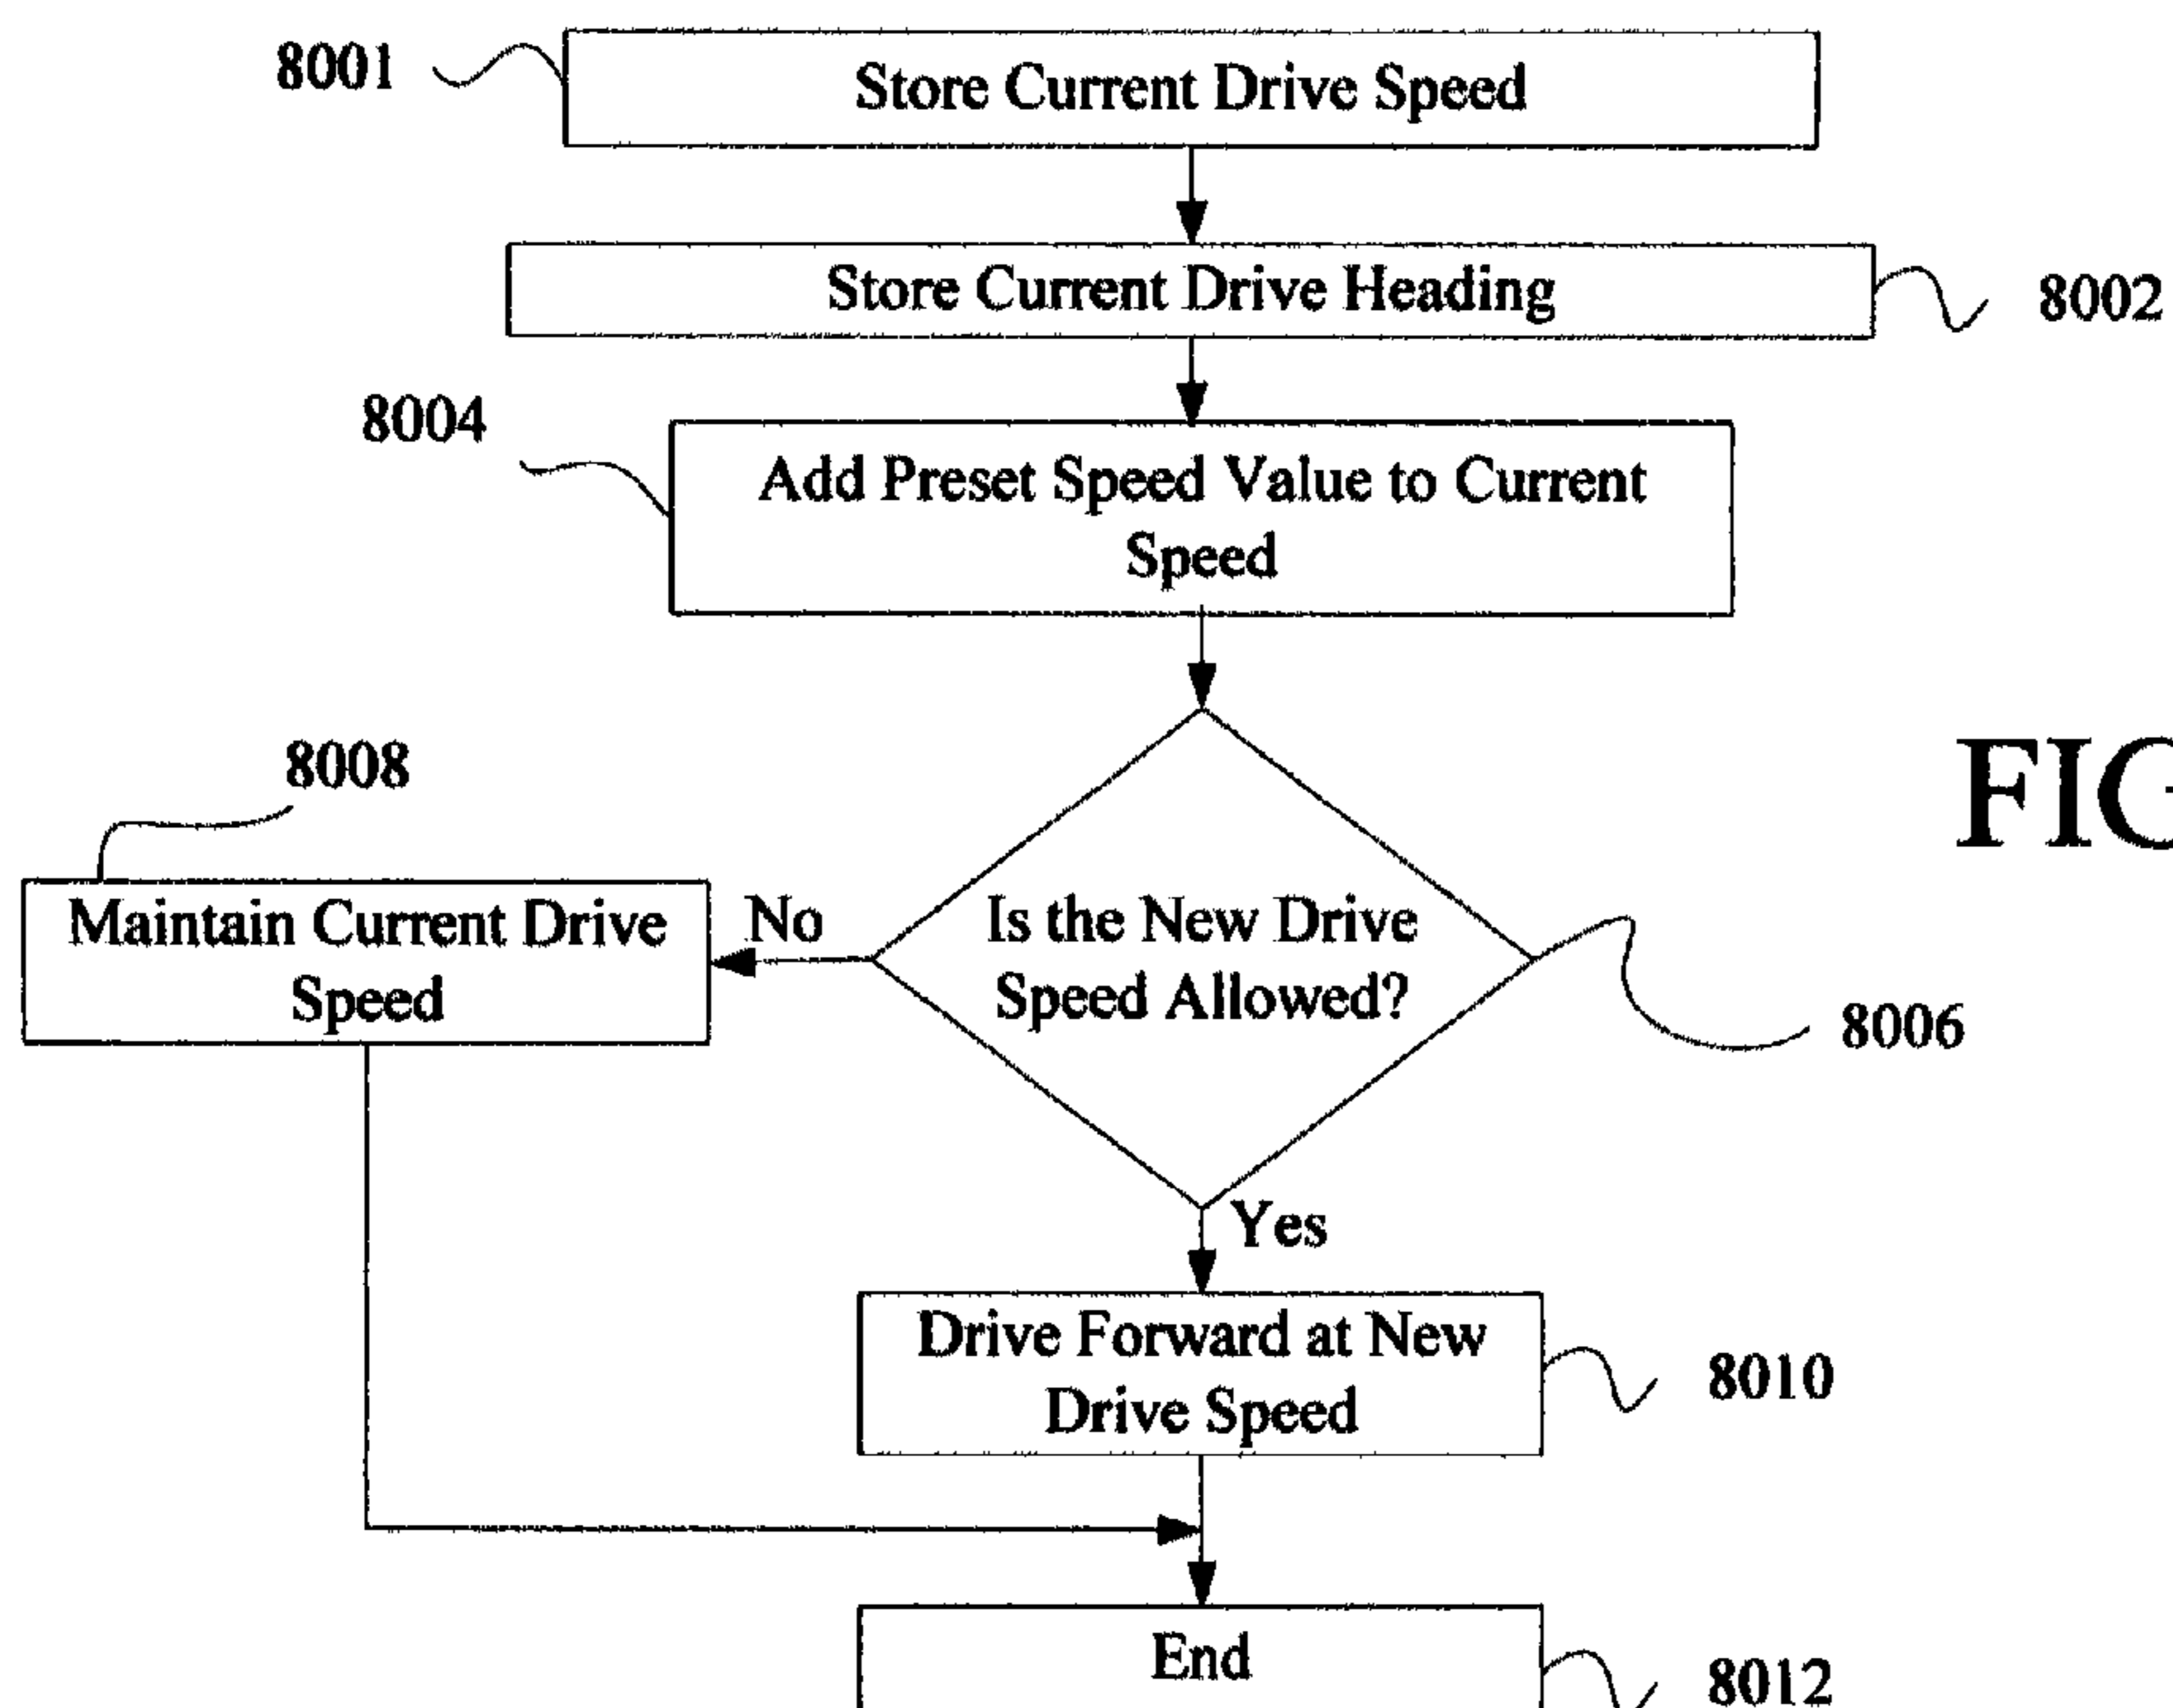 8001
Store Current Drive Speed
Store Current Drive Heading
8002
8004
Add Preset Speed Value to Current
Speed
8008
Maintain Current Drive
Speed
No
Is the New Drive
Speed Allowed?
8006
Yes
Drive Forward at New
Drive Speed
8010
End
8012